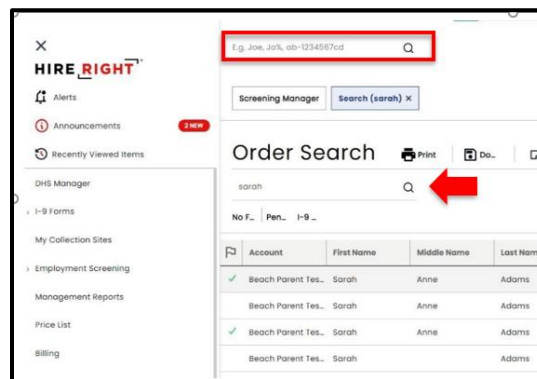 E.g, Joe, Jo%, ab-1234567cd
HIRE RIGHT
Alerts
Announcements 2 NEW
Recently Viewed Items
DHS Manager
I-9 Forms
My Collection Sites
Employment Screening
Management Reports
Price List
Billing
Screening Manager Search (sarah) ×
Order Search Print Do...
sarah
No F... Pen... I-9 ...
Account First Name Middle Name Last Nam
Beach Parent Tes... Sarah Anne Adams
Beach Parent Tes... Sarah Anne Adams
Beach Parent Tes... Sarah Anne Adams
Beach Parent Tes... Sarah Adams